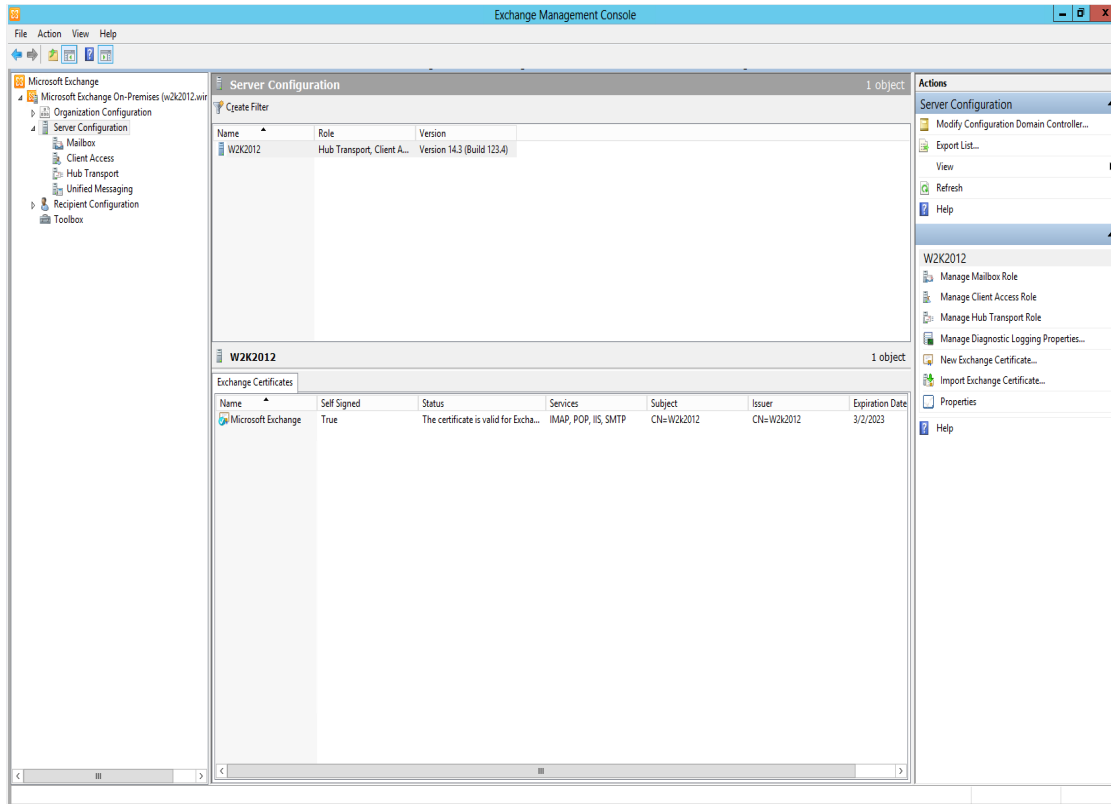 Exchange Management Console
File Action View Help
Microsoft Exchange
Microsoft Exchange On-Premises (w2k2012.win
Organization Configuration
Server Configuration
Mailbox
Client Access
Hub Transport
Unified Messaging
Recipient Configuration
Toolbox
Server Configuration 1 object
Create Filter
Name Role Version
W2K2012 Hub Transport, Client A... Version 14.3 (Build 123.4)
W2K2012 1 object
Exchange Certificates
Name Self Signed Status Services Subject Issuer Expiration Date
Microsoft Exchange True The certificate is valid for Excha... IMAP, POP, IIS, SMTP CN=W2k2012 CN=W2k2012 3/2/2023
Actions
Server Configuration
Modify Configuration Domain Controller...
Export List...
View
Refresh
Help
W2K2012
Manage Mailbox Role
Manage Client Access Role
Manage Hub Transport Role
Manage Diagnostic Logging Properties...
New Exchange Certificate...
Import Exchange Certificate...
Properties
Help